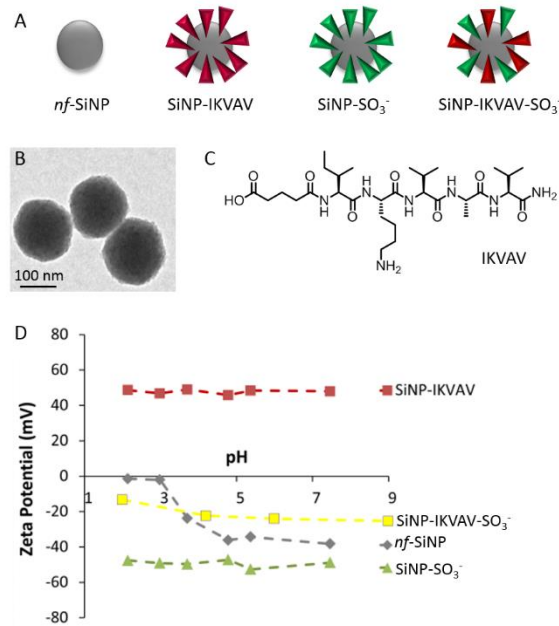 A
nf-SiNP
SiNP-IKVAV
SiNP-SO₃⁻
SiNP-IKVAV-SO₃⁻
B
100 nm
C
HO
O
O
H
N
N
H
O
H
N
O
N
H
O
H
N
O
NH₂
O
NH₂
IKVAV
D
Zeta Potential (mV)
80
60
40
20
0
-20
-40
-60
-80
pH
1
3
5
7
9
SiNP-IKVAV
SiNP-IKVAV-SO₃⁻
nf-SiNP
SiNP-SO₃⁻